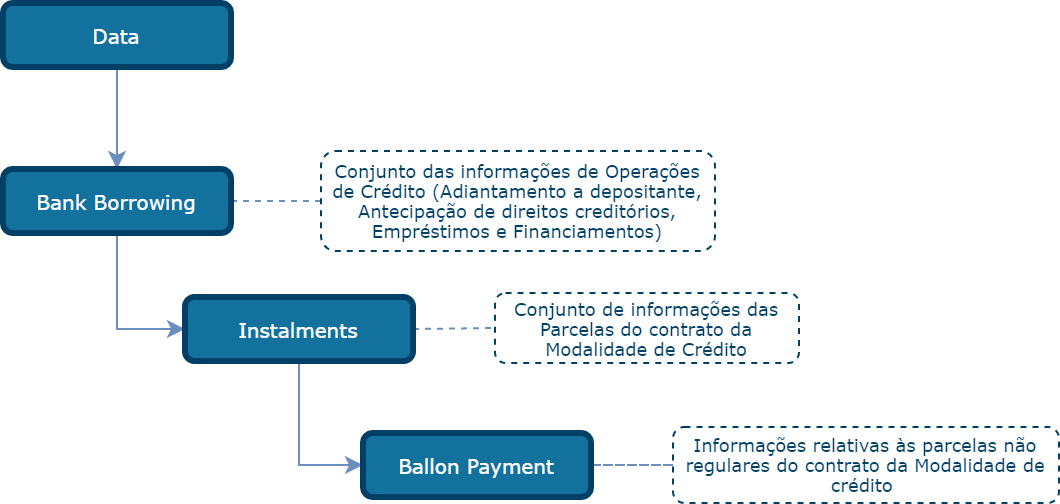 Data
Bank Borrowing
Conjunto das informações de Operações
de Crédito (Adiantamento a depositante,
Antecipação de direitos creditórios,
Empréstimos e Financiamentos)
Instalments
Conjunto de informações das
Parcelas do contrato da
Modalidade de Crédito
Ballon Payment
Informações relativas às parcelas não
regulares do contrato da Modalidade de
crédito